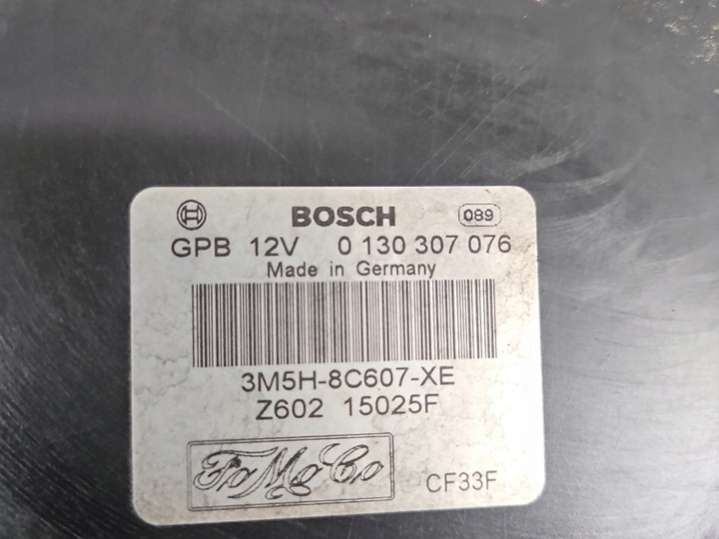 BOSCH 089
GPB 12V 0 130 307 076
Made in Germany
3M5H-8C607-XE
Z602 15025F
FoMoCo CF33F